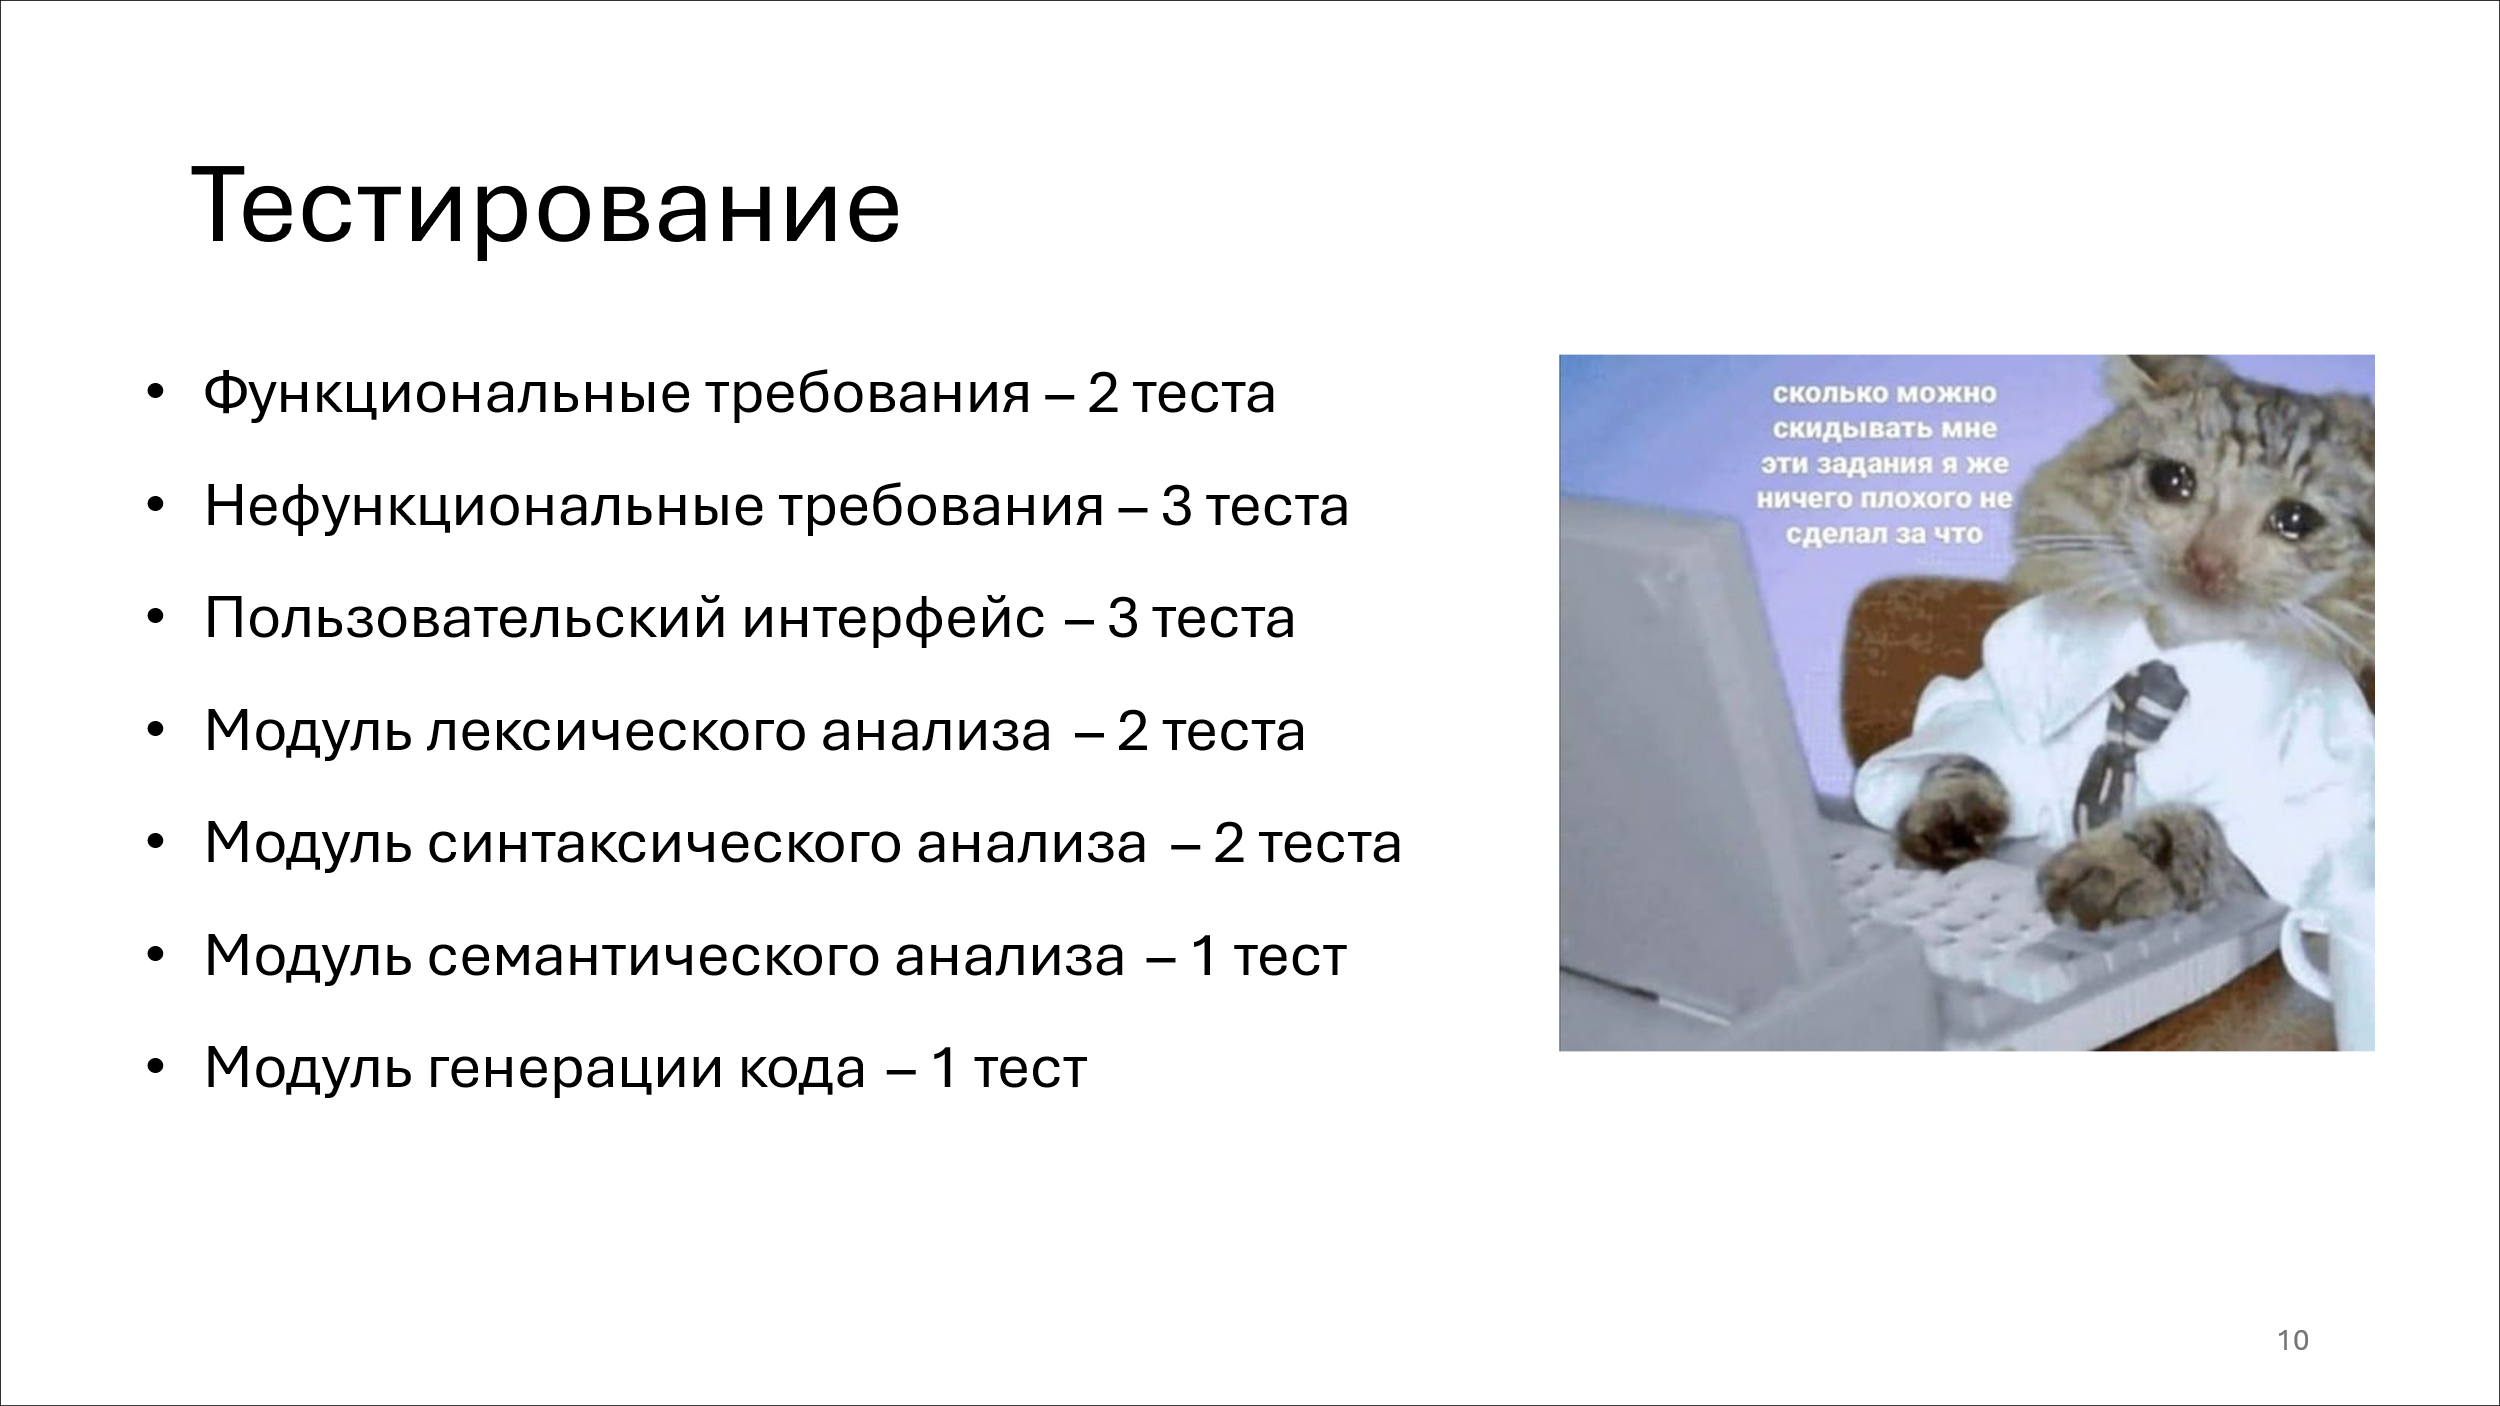 Тестирование
• Функциональные требования – 2 теста
• Нефункциональные требования – 3 теста
• Пользовательский интерфейс – 3 теста
• Модуль лексического анализа – 2 теста
• Модуль синтаксического анализа – 2 теста
• Модуль семантического анализа – 1 тест
• Модуль генерации кода – 1 тест
сколько можно
скидывать мне
эти задания я же
ничего плохого не
сделал за что
10